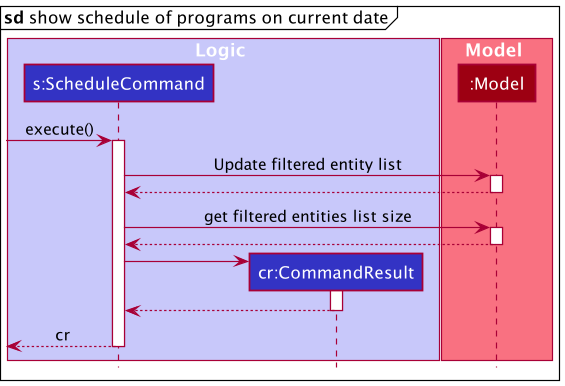 sd show schedule of programs on current date
Logic
Model
s:ScheduleCommand
:Model
execute()
Update filtered entity list
get filtered entities list size
cr:CommandResult
cr